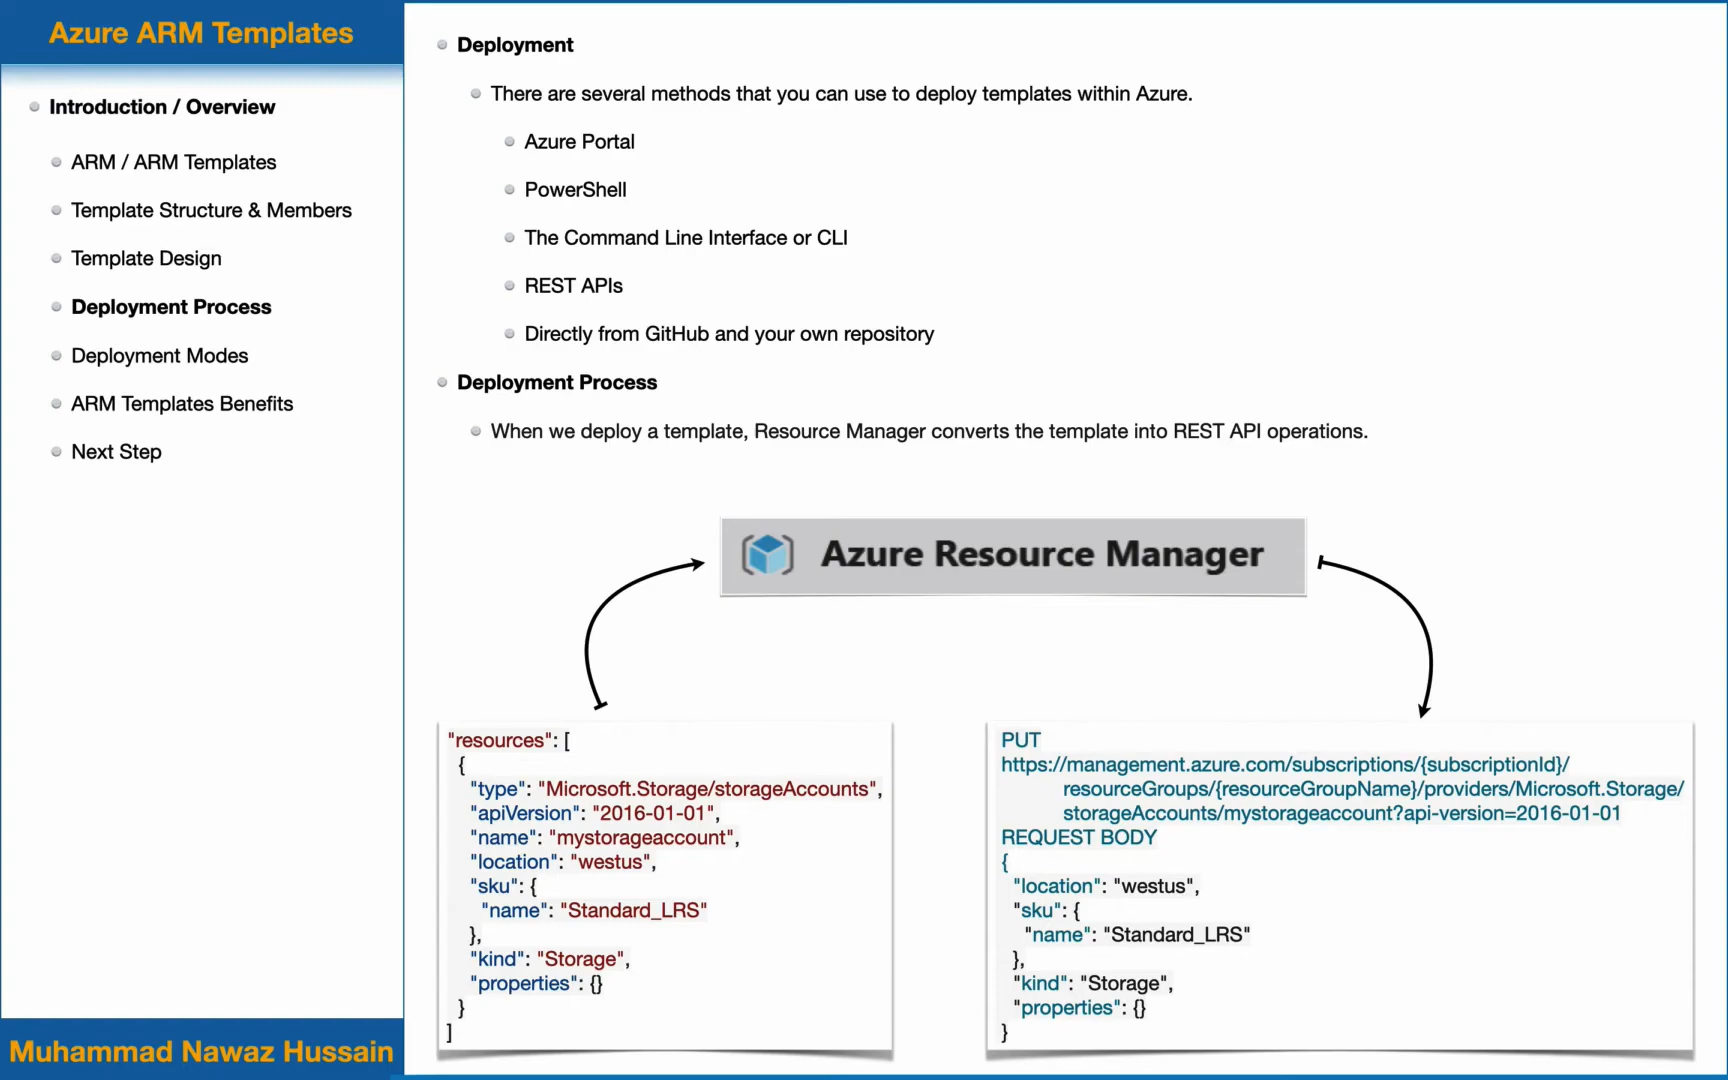 Azure ARM Templates
Introduction / Overview
ARM / ARM Templates
Template Structure & Members
Template Design
Deployment Process
Deployment Modes
ARM Templates Benefits
Next Step
Muhammad Nawaz Hussain
Deployment
There are several methods that you can use to deploy templates within Azure.
Azure Portal
PowerShell
The Command Line Interface or CLI
REST APIs
Directly from GitHub and your own repository
Deployment Process
When we deploy a template, Resource Manager converts the template into REST API operations.
Azure Resource Manager
"resources": [
{
"type": "Microsoft.Storage/storageAccounts",
"apiVersion": "2016-01-01",
"name": "mystorageaccount",
"location": "westus",
"sku": {
"name": "Standard_LRS"
},
"kind": "Storage",
"properties": {}
}
]
PUT
https://management.azure.com/subscriptions/{subscriptionId}/
resourceGroups/{resourceGroupName}/providers/Microsoft.Storage/
storageAccounts/mystorageaccount?api-version=2016-01-01
REQUEST BODY
{
"location": "westus",
"sku": {
"name": "Standard_LRS"
},
"kind": "Storage",
"properties": {}
}